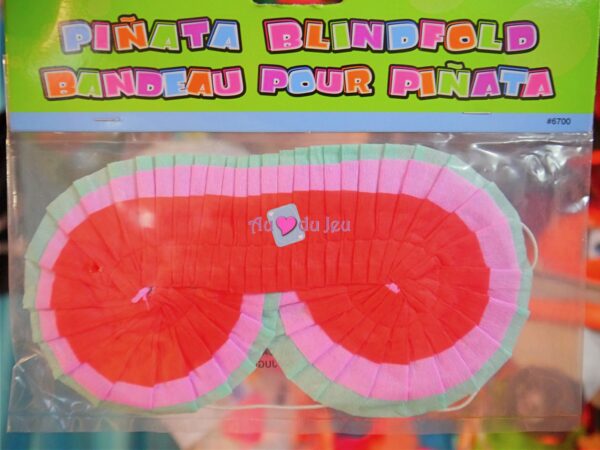 PIÑATA BLINDFOLD
BANDEAU POUR PIÑATA
#6700
Au du Jeu